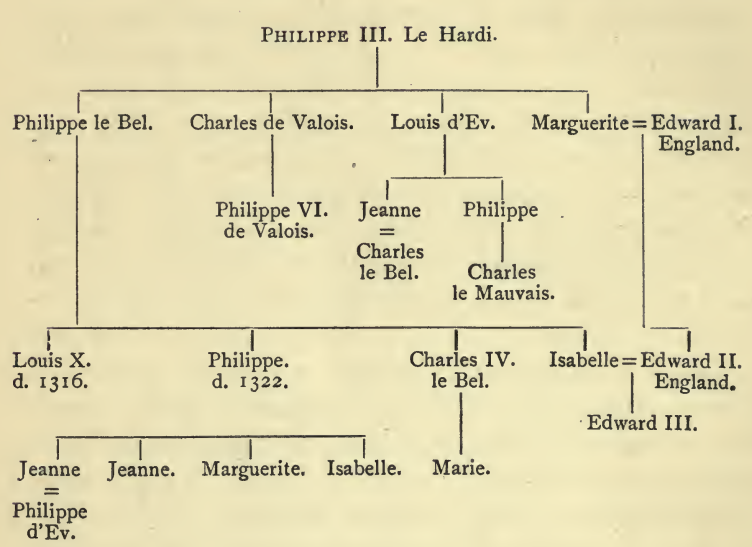 PHILIPPE III. Le Hardi.
Philippe le Bel. Charles de Valois. Louis d'Ev. Marguerite = Edward I.
England.
Philippe VI. Jeanne Philippe
de Valois. =
Charles
le Bel. Charles
le Mauvais.
Louis X. Philippe. Charles IV. Isabelle = Edward II.
d. 1316. d. 1322. le Bel. England.
Edward III.
Jeanne Jeanne. Marguerite. Isabelle. Marie.
=
Philippe
d'Ev.